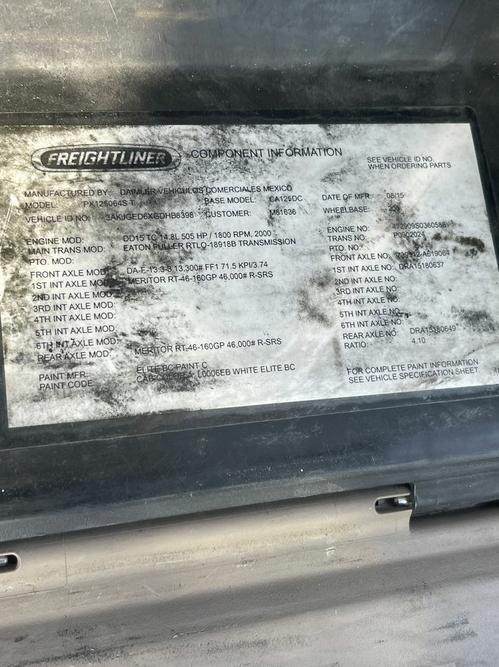 FREIGHTLINER
COMPONENT INFORMATION
SEE VEHICLE ID NO.
WHEN ORDERING PARTS
MANUFACTURED BY: DAIMLER VEHICULOS COMERCIALES MEXICO
DATE OF MFR: 08/15
MODEL: PX125064S T BASE MODEL: CA125DC
WHEELBASE:
VEHICLE ID NO. CUSTOMER:
ENGINE MOD: DD15 TC 14.8L 505 HP / 1800 RPM, 2000
ENGINE NO.
MAIN TRANS MOD: EATON FULLER RTLO-18918B TRANSMISSION
TRANS NO.
PTO. MOD:
PTO. NO.:
FRONT AXLE MOD: DA-F-13.3-3 13,300# FF1 71.5 KPI/3.74
FRONT AXLE NO.
1ST INT AXLE MOD: MERITOR RT-46-160GP 46,000# R-SRS
1ST INT AXLE NO.: DRA15180637
2ND INT AXLE MOD:
2ND INT AXLE NO.
3RD INT AXLE MOD:
3RD INT AXLE NO.
4TH INT AXLE MOD:
4TH INT AXLE NO.
5TH INT AXLE MOD:
5TH INT AXLE NO.
6TH INT AXLE MOD:
6TH INT AXLE NO.
REAR AXLE MOD: MERITOR RT-46-160GP 46,000# R-SRS
REAR AXLE NO: DRA15180649
RATIO: 4.10
PAINT MFR: ELITE BC PAINT C
PAINT CODE: L0006EB WHITE ELITE BC
FOR COMPLETE PAINT INFORMATION
SEE VEHICLE SPECIFICATION SHEET